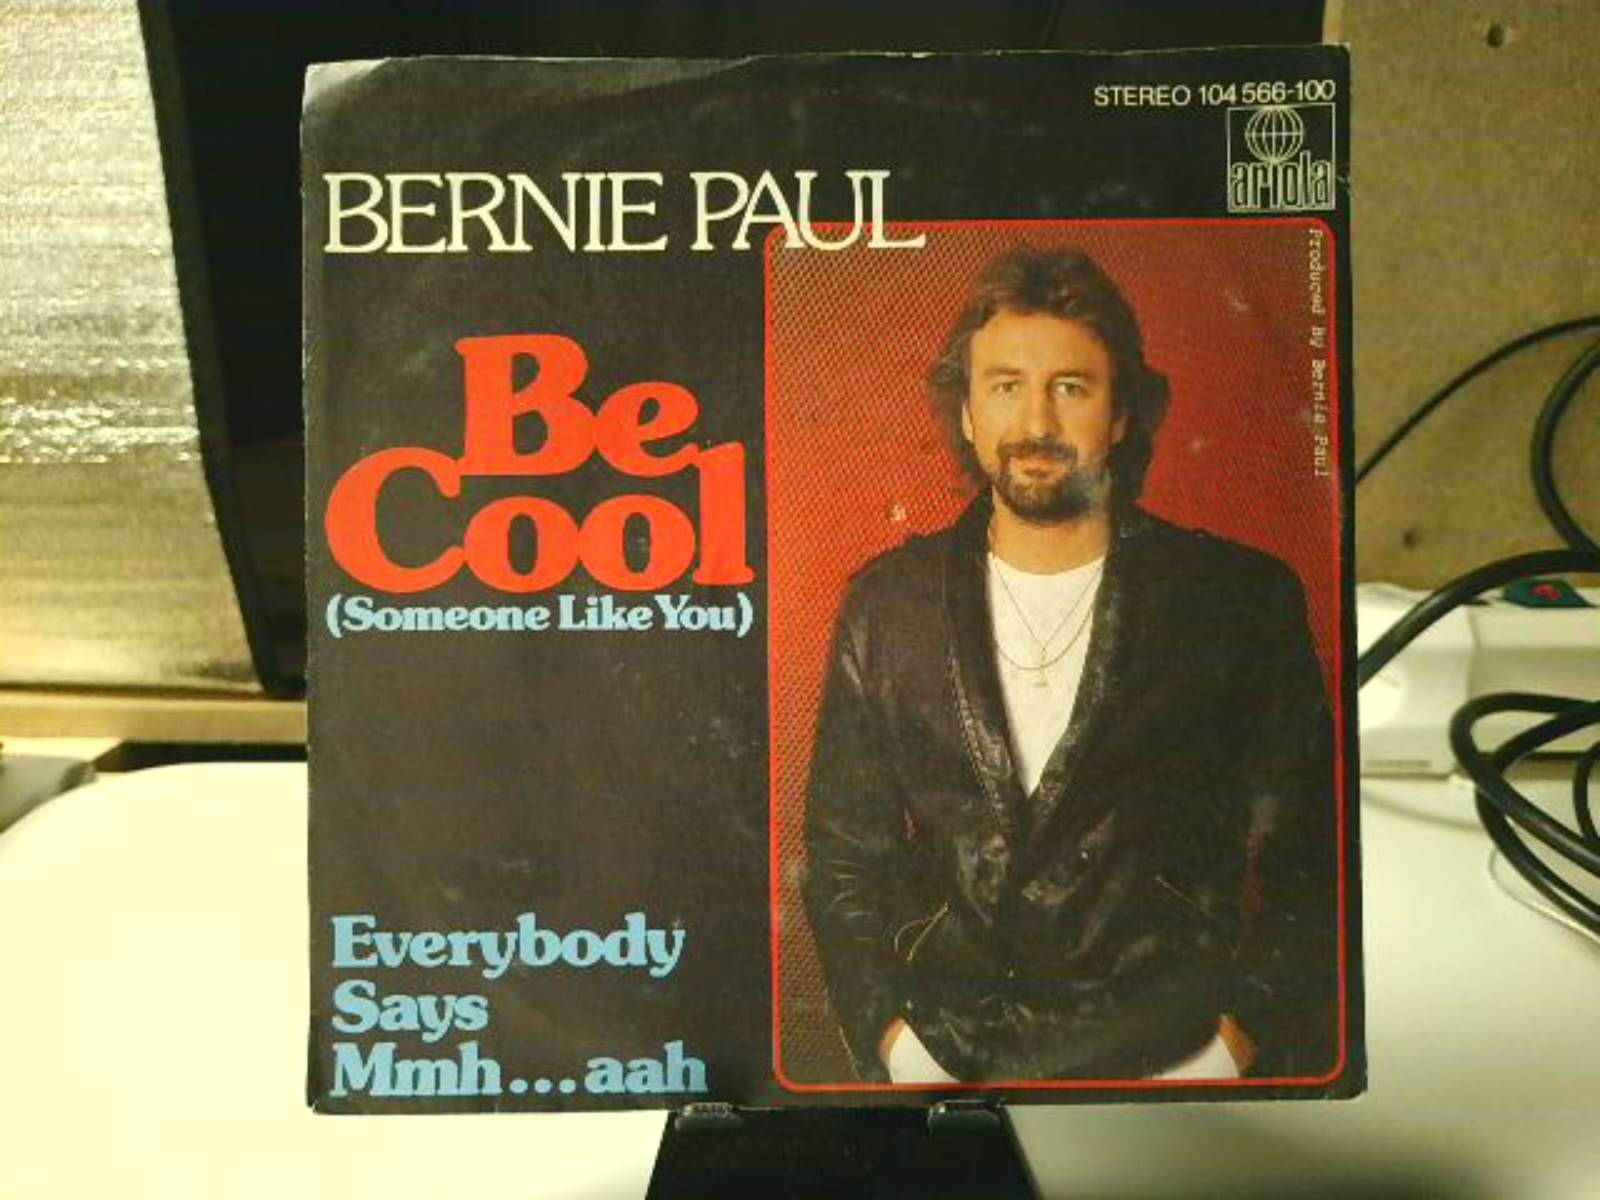 STEREO 104 566-100
ariola
BERNIE PAUL
Produced by Bernie Paul
Be
Cool
(Someone Like You)
Everybody
Says
Mmh...aah